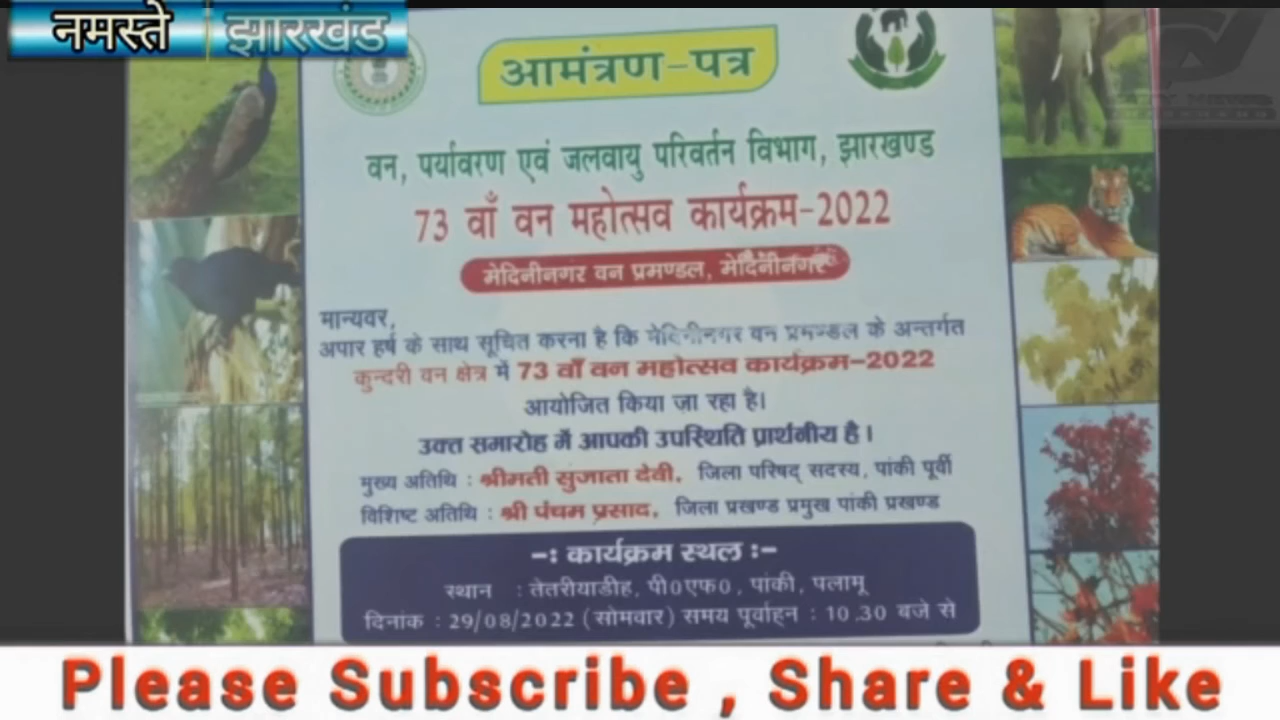 नमस्ते झारखंड
आमंत्रण-पत्र
वन, पर्यावरण एवं जलवायु परिवर्तन विभाग, झारखण्ड
73 वाँ वन महोत्सव कार्यक्रम-2022
मेदिनीनगर वन प्रमण्डल, मेदिनीनगर
मान्यवर,
अपार हर्ष के साथ सूचित करना है कि मेदिनीनगर वन प्रमण्डल के अन्तर्गत
कुन्दरी वन क्षेत्र में 73 वाँ वन महोत्सव कार्यक्रम-2022
आयोजित किया जा रहा है।
उक्त समारोह में आपकी उपस्थिति प्रार्थनीय है।
मुख्य अतिथि : श्रीमती सुजाता देवी, जिला परिषद् सदस्य, पांकी पूर्वी
विशिष्ट अतिथि : श्री पंचम प्रसाद, जिला प्रखण्ड प्रमुख पांकी प्रखण्ड
-: कार्यक्रम स्थल :-
स्थान : तेतरीयाडीह, पी0एफ0, पांकी, पलामू
दिनांक : 29/08/2022 (सोमवार) समय पूर्वाहन : 10.30 बजे से
Please Subscribe , Share & Like